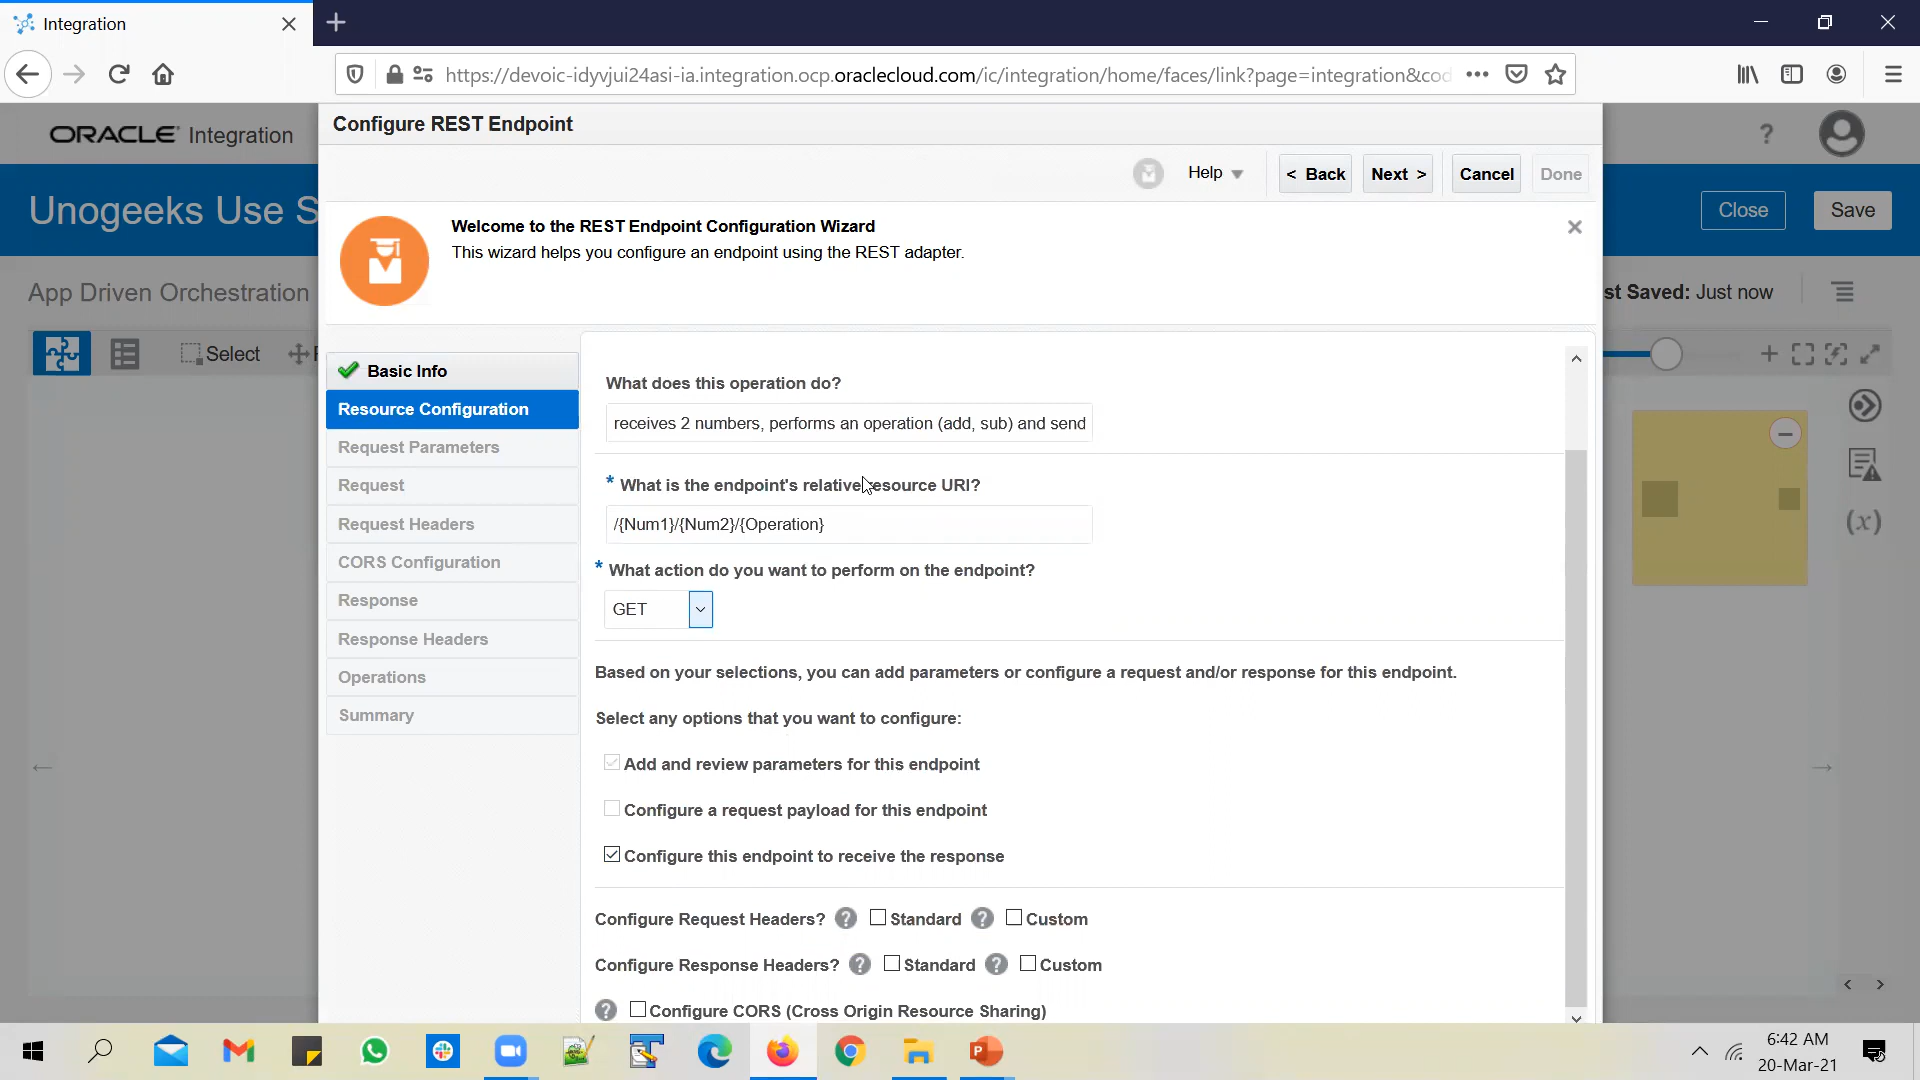 Integration
https://devoic-idyvjui24asi-ia.integration.ocp.oraclecloud.com/ic/integration/home/faces/link?page=integration&cod
ORACLE Integration
Configure REST Endpoint
?
Help
< Back
Next >
Cancel
Done
Unogeeks Use S
Close
Save
Welcome to the REST Endpoint Configuration Wizard
This wizard helps you configure an endpoint using the REST adapter.
App Driven Orchestration
st Saved: Just now
Select
Basic Info
Resource Configuration
Request Parameters
Request
Request Headers
CORS Configuration
Response
Response Headers
Operations
Summary
What does this operation do?
receives 2 numbers, performs an operation (add, sub) and send
* What is the endpoint's relative resource URI?
/{Num1}/{Num2}/{Operation}
* What action do you want to perform on the endpoint?
GET
Based on your selections, you can add parameters or configure a request and/or response for this endpoint.
Select any options that you want to configure:
Add and review parameters for this endpoint
Configure a request payload for this endpoint
Configure this endpoint to receive the response
Configure Request Headers? ? Standard ? Custom
Configure Response Headers? ? Standard ? Custom
? Configure CORS (Cross Origin Resource Sharing)
(x)
6:42 AM
20-Mar-21